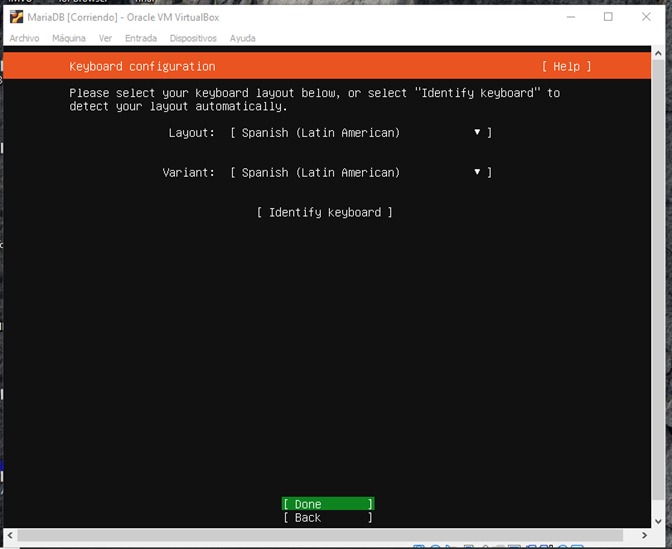 MariaDB [Corriendo] - Oracle VM VirtualBox
Archivo Máquina Ver Entrada Dispositivos Ayuda
Keyboard configuration [ Help ]
Please select your keyboard layout below, or select "Identify keyboard" to
detect your layout automatically.
Layout: [ Spanish (Latin American) ▾ ]
Variant: [ Spanish (Latin American) ▾ ]
[ Identify keyboard ]
[ Done ]
[ Back ]